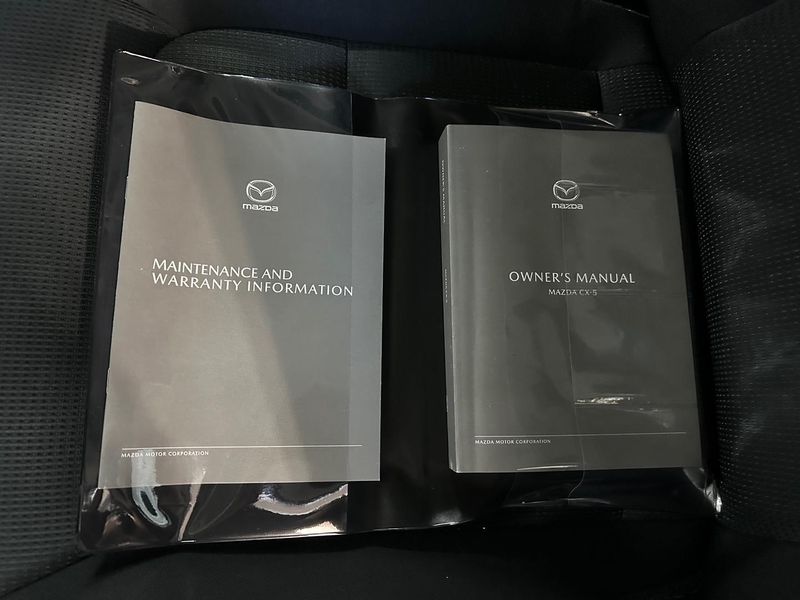 mazda
MAINTENANCE AND
WARRANTY INFORMATION
MAZDA MOTOR CORPORATION
mazda
OWNER'S MANUAL
MAZDA CX-5
MAZDA MOTOR CORPORATION